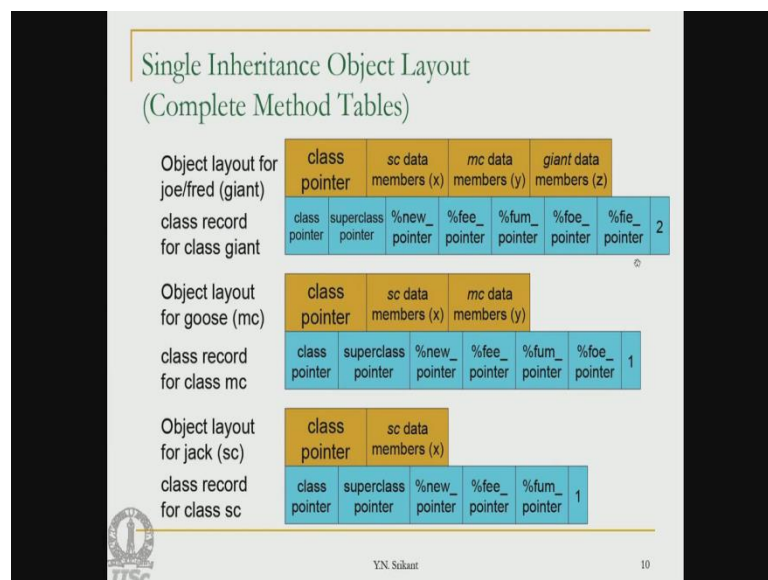 Single Inheritance Object Layout
(Complete Method Tables)
Object layout for
joe/fred (giant)
class
pointer
sc data
members (x)
mc data
members (y)
giant data
members (z)
class record
for class giant
class
pointer
superclass
pointer
%new_
pointer
%fee_
pointer
%fum_
pointer
%foe_
pointer
%fie_
pointer
2
Object layout
for goose (mc)
class
pointer
sc data
members (x)
mc data
members (y)
class record
for class mc
class
pointer
superclass
pointer
%new_
pointer
%fee_
pointer
%fum_
pointer
%foe_
pointer
1
Object layout
for jack (sc)
class
pointer
sc data
members (x)
class record
for class sc
class
pointer
superclass
pointer
%new_
pointer
%fee_
pointer
%fum_
pointer
1
IISc
Y.N. Srikant
10